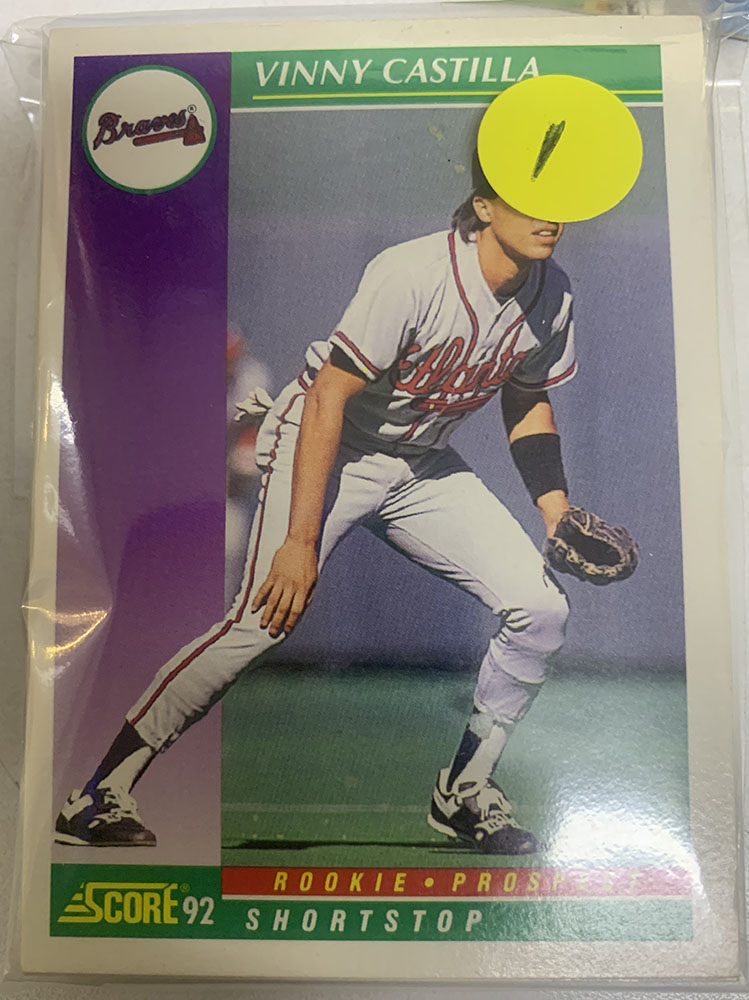 VINNY CASTILLA
Braves®
1
Atlanta
ROOKIE • PROSPECT
SCORE® 92
SHORTSTOP